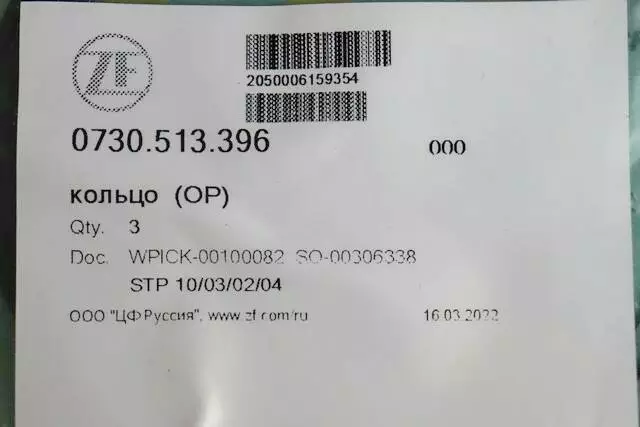 ZF
2050006159354
0730.513.396 000
кольцо (OP)
Qty. 3
Doc. WPICK-00100082 SO-00306338
STP 10/03/02/04
ООО "ЦФ Руссия", www.zf.com/ru 16.03.2022